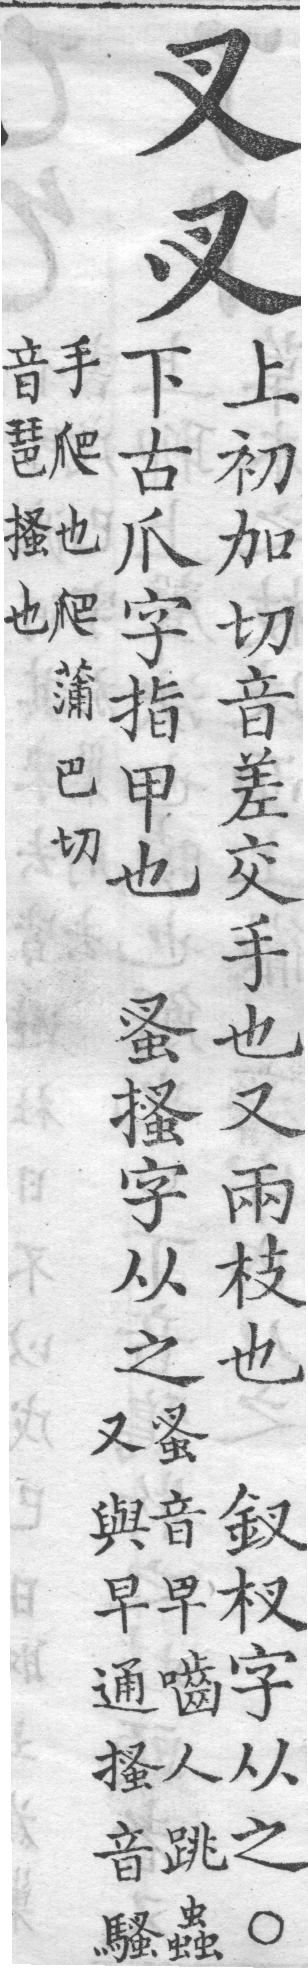 叉㕚
上初加切音差交手也又兩枝也　釵杈字从之○
下古爪字指甲也　蚤搔字从之
蚤音早嚙人跳蟲
又與早通搔音騷
手爬也爬蒲巴切
音琶搔也